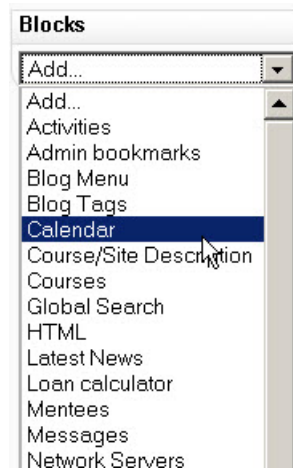 Blocks
Add...
Add...
Activities
Admin bookmarks
Blog Menu
Blog Tags
Calendar
Course/Site Description
Courses
Global Search
HTML
Latest News
Loan calculator
Mentees
Messages
Network Servers